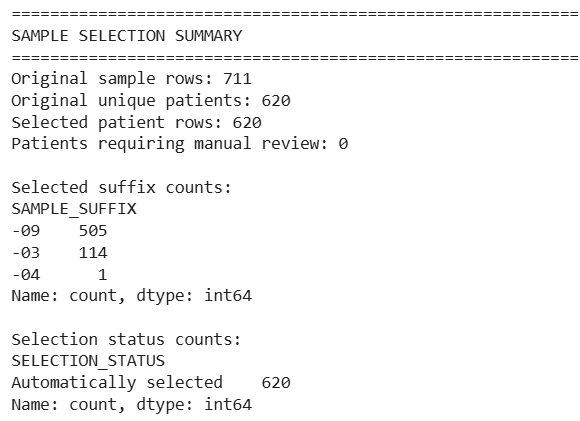 ============================================================
SAMPLE SELECTION SUMMARY
============================================================
Original sample rows: 711
Original unique patients: 620
Selected patient rows: 620
Patients requiring manual review: 0
Selected suffix counts:
SAMPLE_SUFFIX
-09    505
-03    114
-04      1
Name: count, dtype: int64
Selection status counts:
SELECTION_STATUS
Automatically selected    620
Name: count, dtype: int64